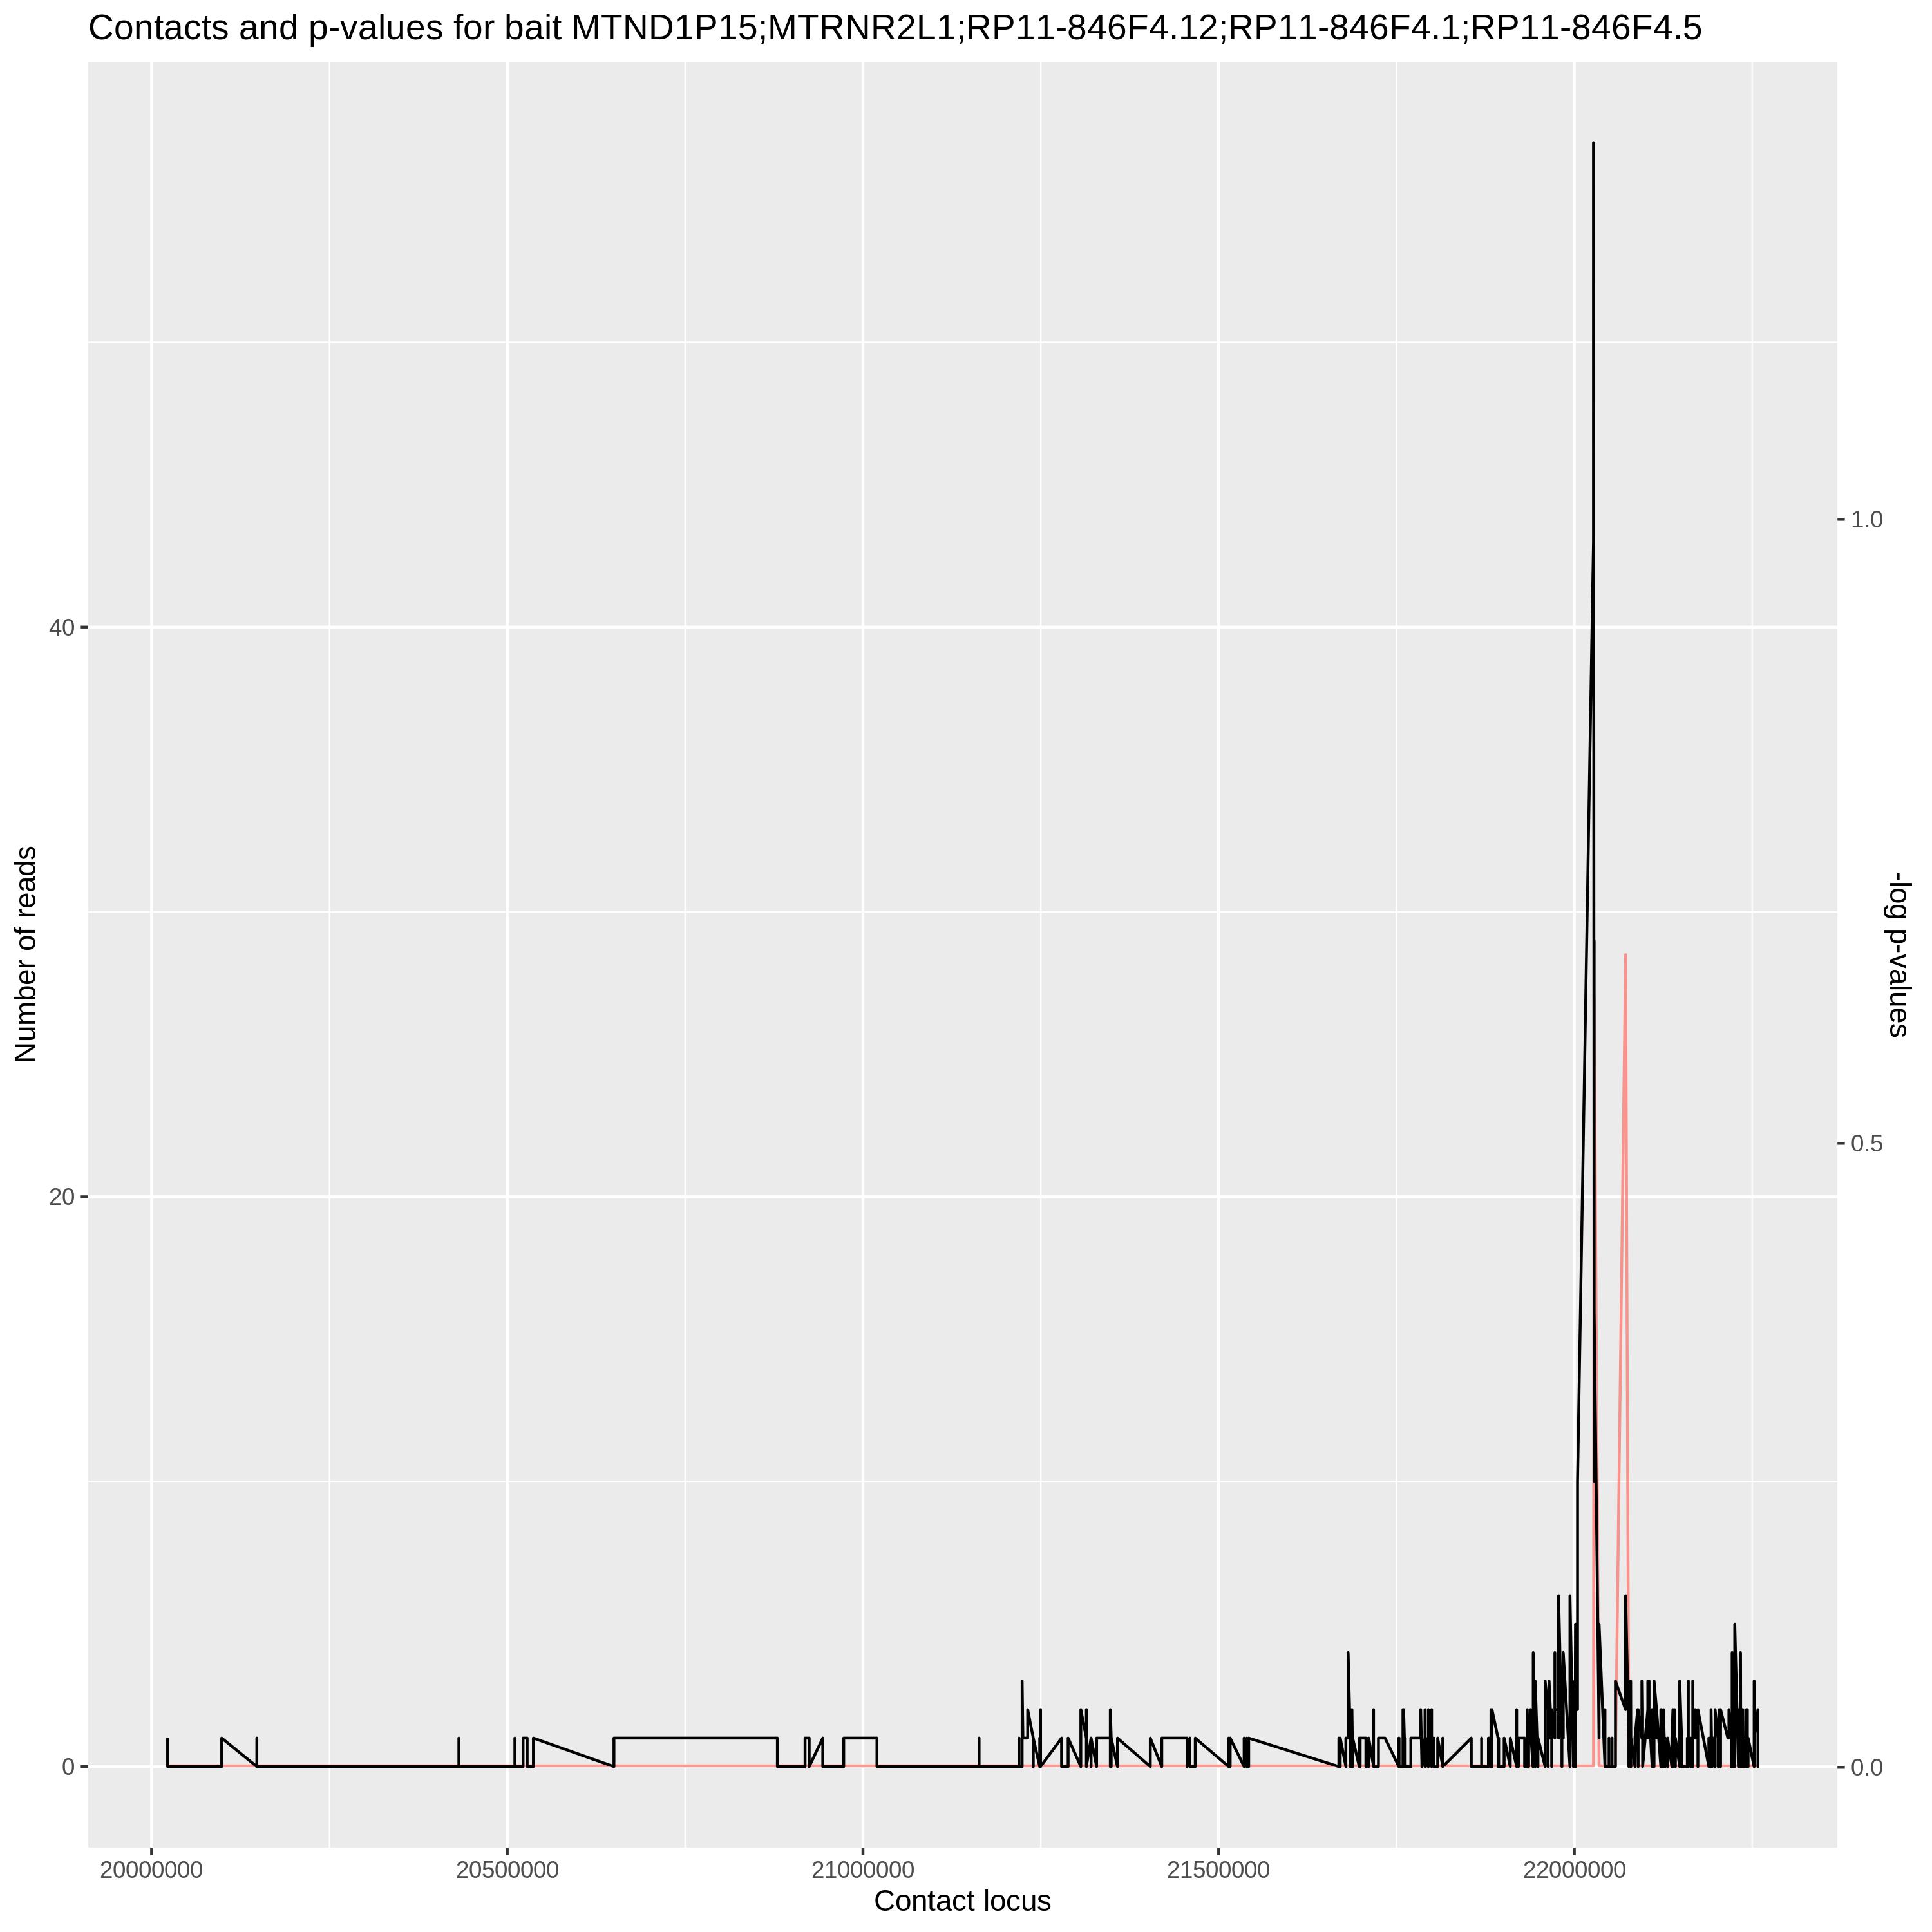 Contacts and p-values for bait MTND1P15;MTRNR2L1;RP11-846F4.12;RP11-846F4.1;RP11-846F4.5
Number of reads
40
20
0
1.0
0.5
0.0
-log p-values
20000000 20500000 21000000 21500000 22000000
Contact locus